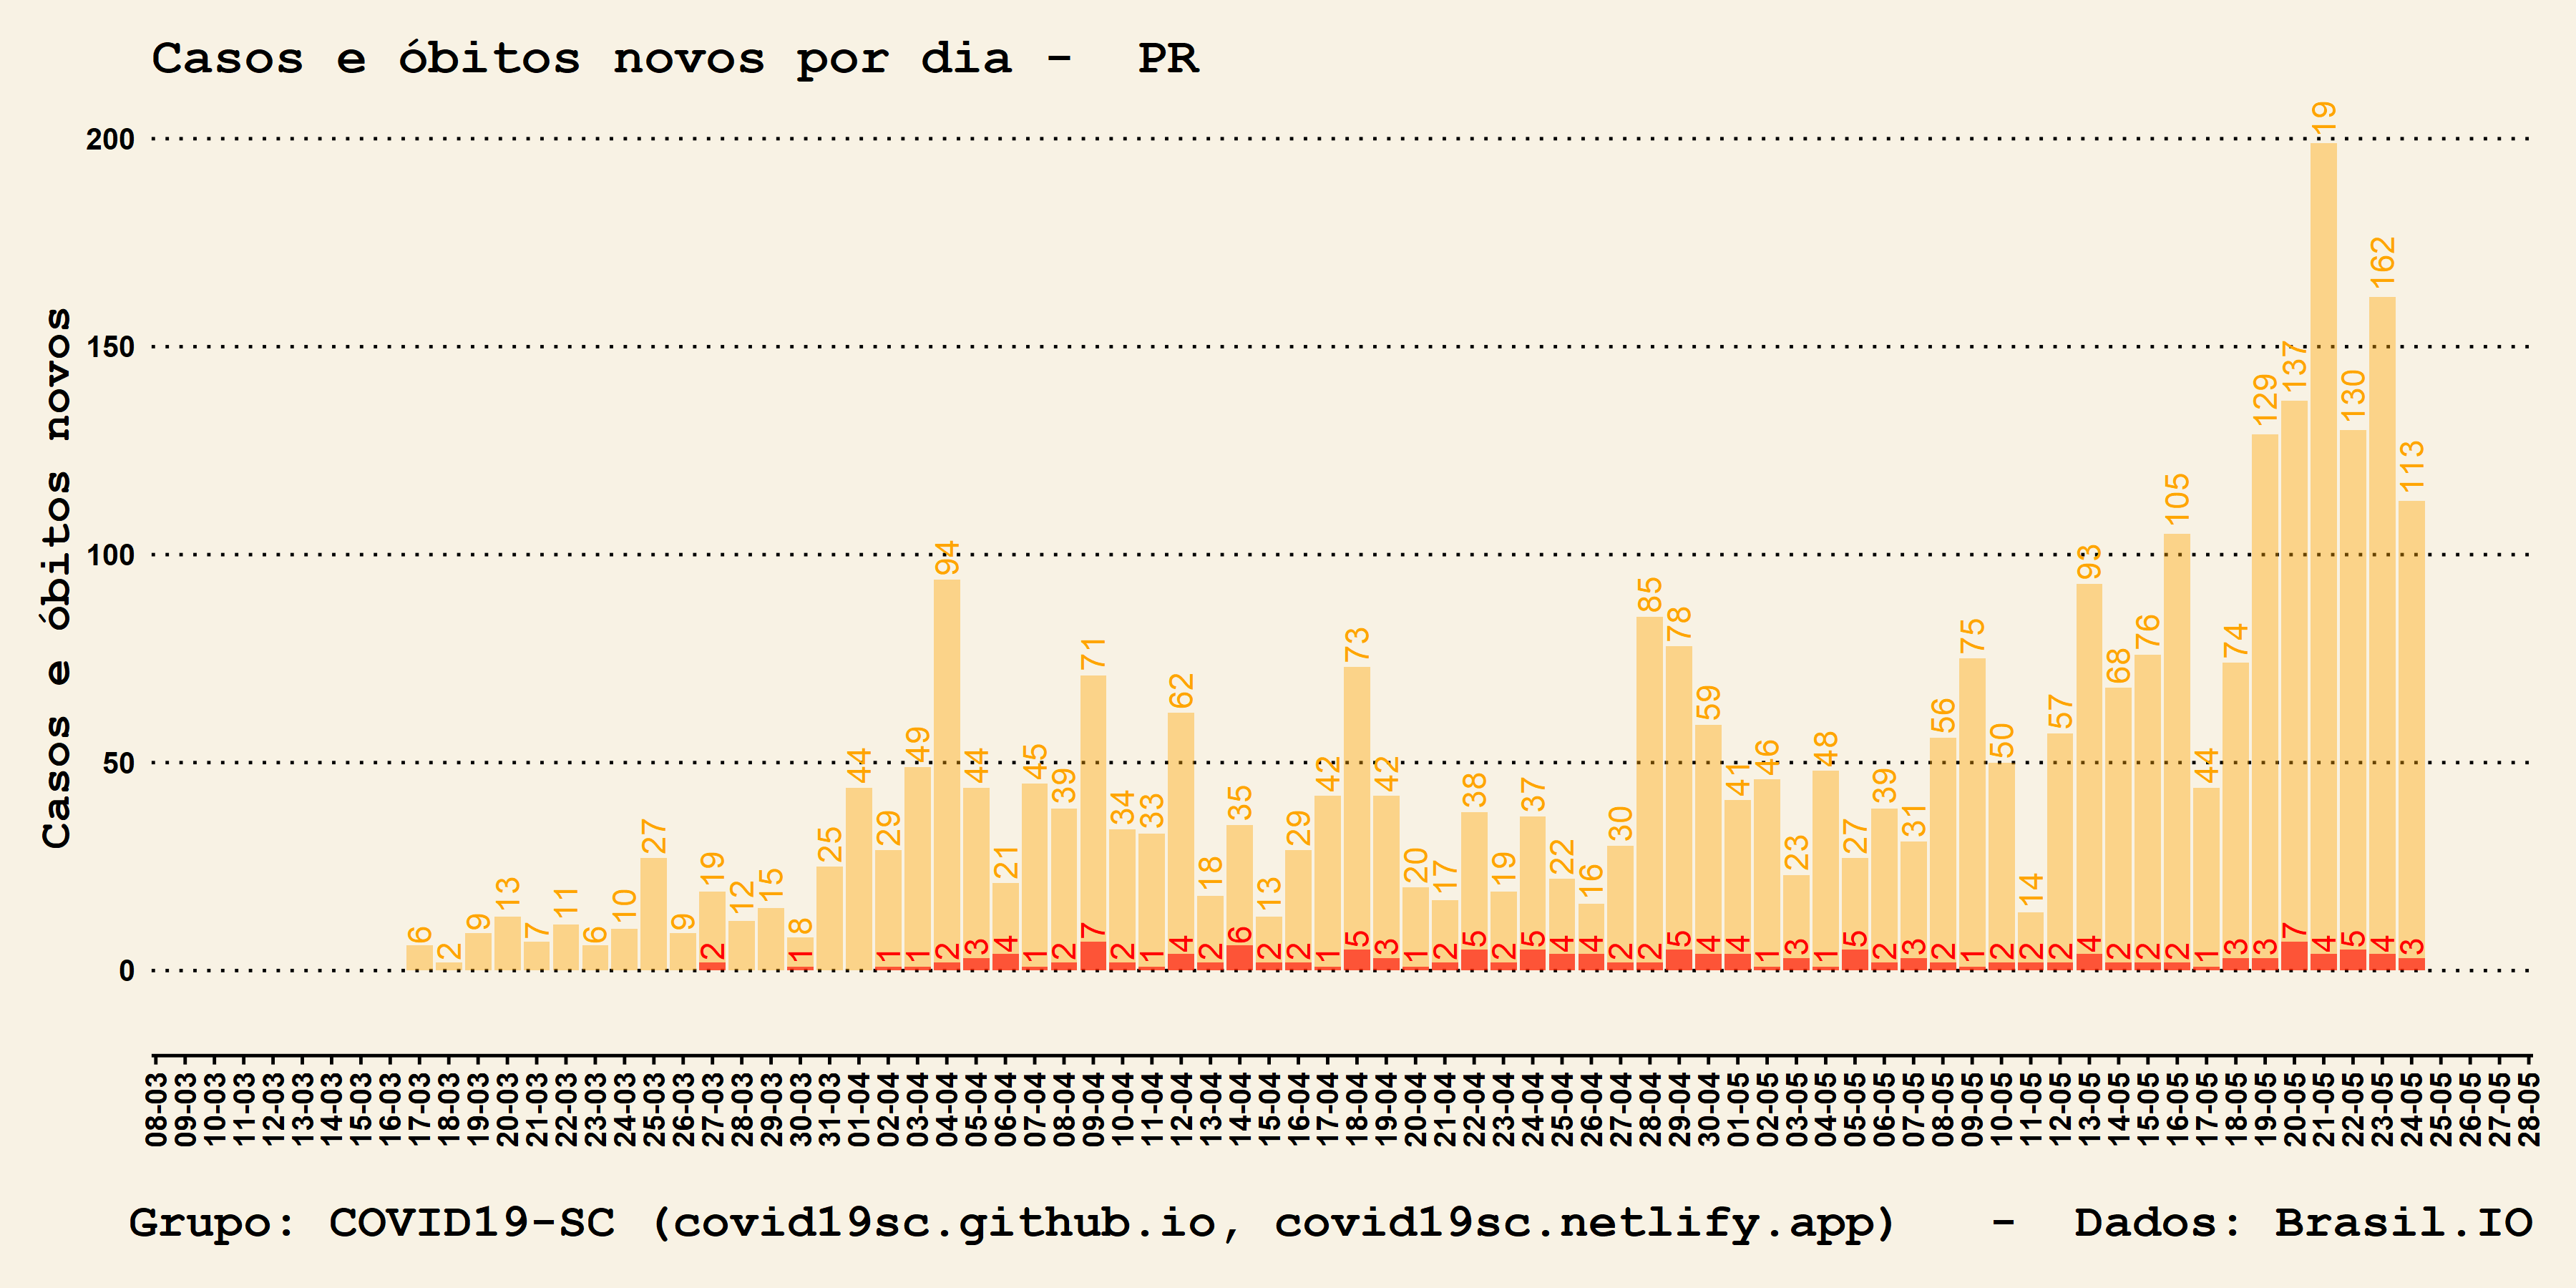 Casos e óbitos novos por dia -  PR
Casos e óbitos novos
200
150
100
50
0
6 2 9 13 7 11 6 10 27 9 19 12 15 8 25 44 29 49 94 44 21 45 39 71 34 33 62 18 35 13 29 42 73 42 20 17 38 19 37 22 16 30 85 78 59 41 46 23 48 27 39 31 56 75 50 14 57 93 68 76 105 44 74 129 137 19 130 162 113
2 1 1 1 2 3 4 1 2 7 2 1 4 2 6 2 2 1 5 3 1 2 5 2 5 4 4 2 2 5 4 4 1 3 1 5 2 3 2 1 2 2 2 4 2 2 2 1 3 3 7 4 5 4 3
08-03 09-03 10-03 11-03 12-03 13-03 14-03 15-03 16-03 17-03 18-03 19-03 20-03 21-03 22-03 23-03 24-03 25-03 26-03 27-03 28-03 29-03 30-03 31-03 01-04 02-04 03-04 04-04 05-04 06-04 07-04 08-04 09-04 10-04 11-04 12-04 13-04 14-04 15-04 16-04 17-04 18-04 19-04 20-04 21-04 22-04 23-04 24-04 25-04 26-04 27-04 28-04 29-04 30-04 01-05 02-05 03-05 04-05 05-05 06-05 07-05 08-05 09-05 10-05 11-05 12-05 13-05 14-05 15-05 16-05 17-05 18-05 19-05 20-05 21-05 22-05 23-05 24-05 25-05 26-05 27-05 28-05
Grupo: COVID19-SC (covid19sc.github.io, covid19sc.netlify.app)  -  Dados: Brasil.IO